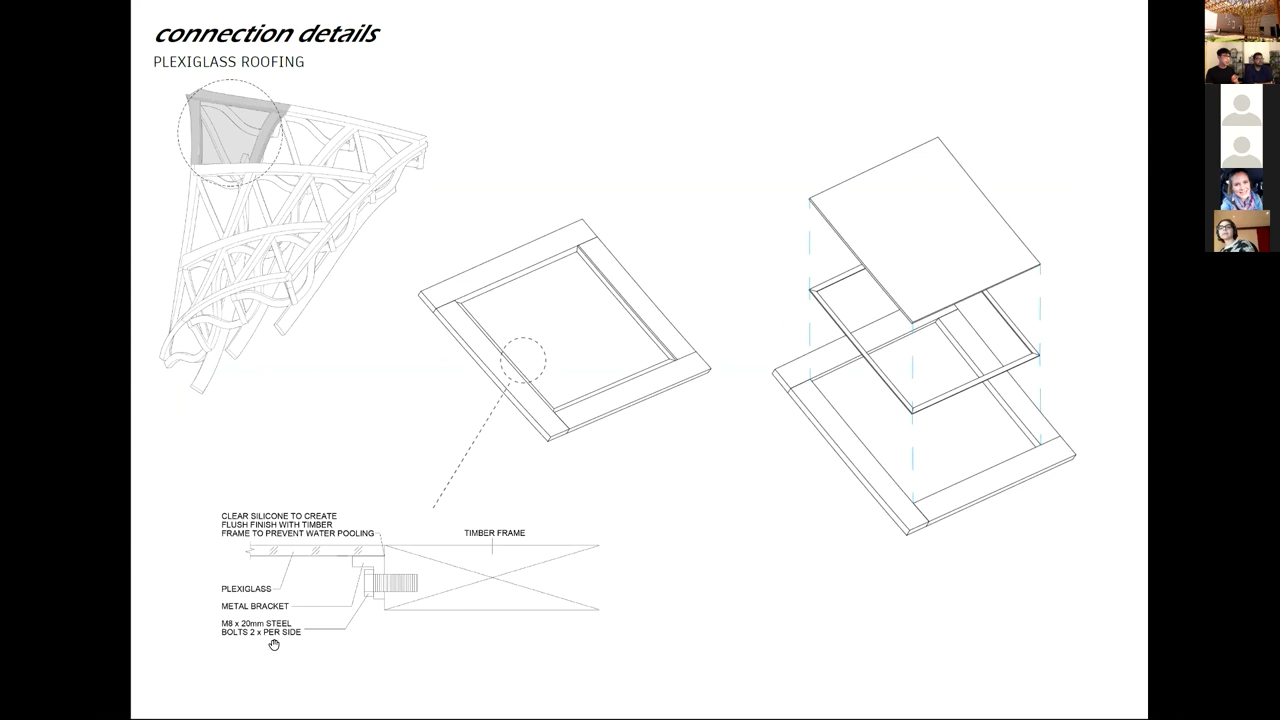 connection details
PLEXIGLASS ROOFING
CLEAR SILICONE TO CREATE
FLUSH FINISH WITH TIMBER
FRAME TO PREVENT WATER POOLING
TIMBER FRAME
PLEXIGLASS
METAL BRACKET
M8 x 20mm STEEL
BOLTS 2 x PER SIDE